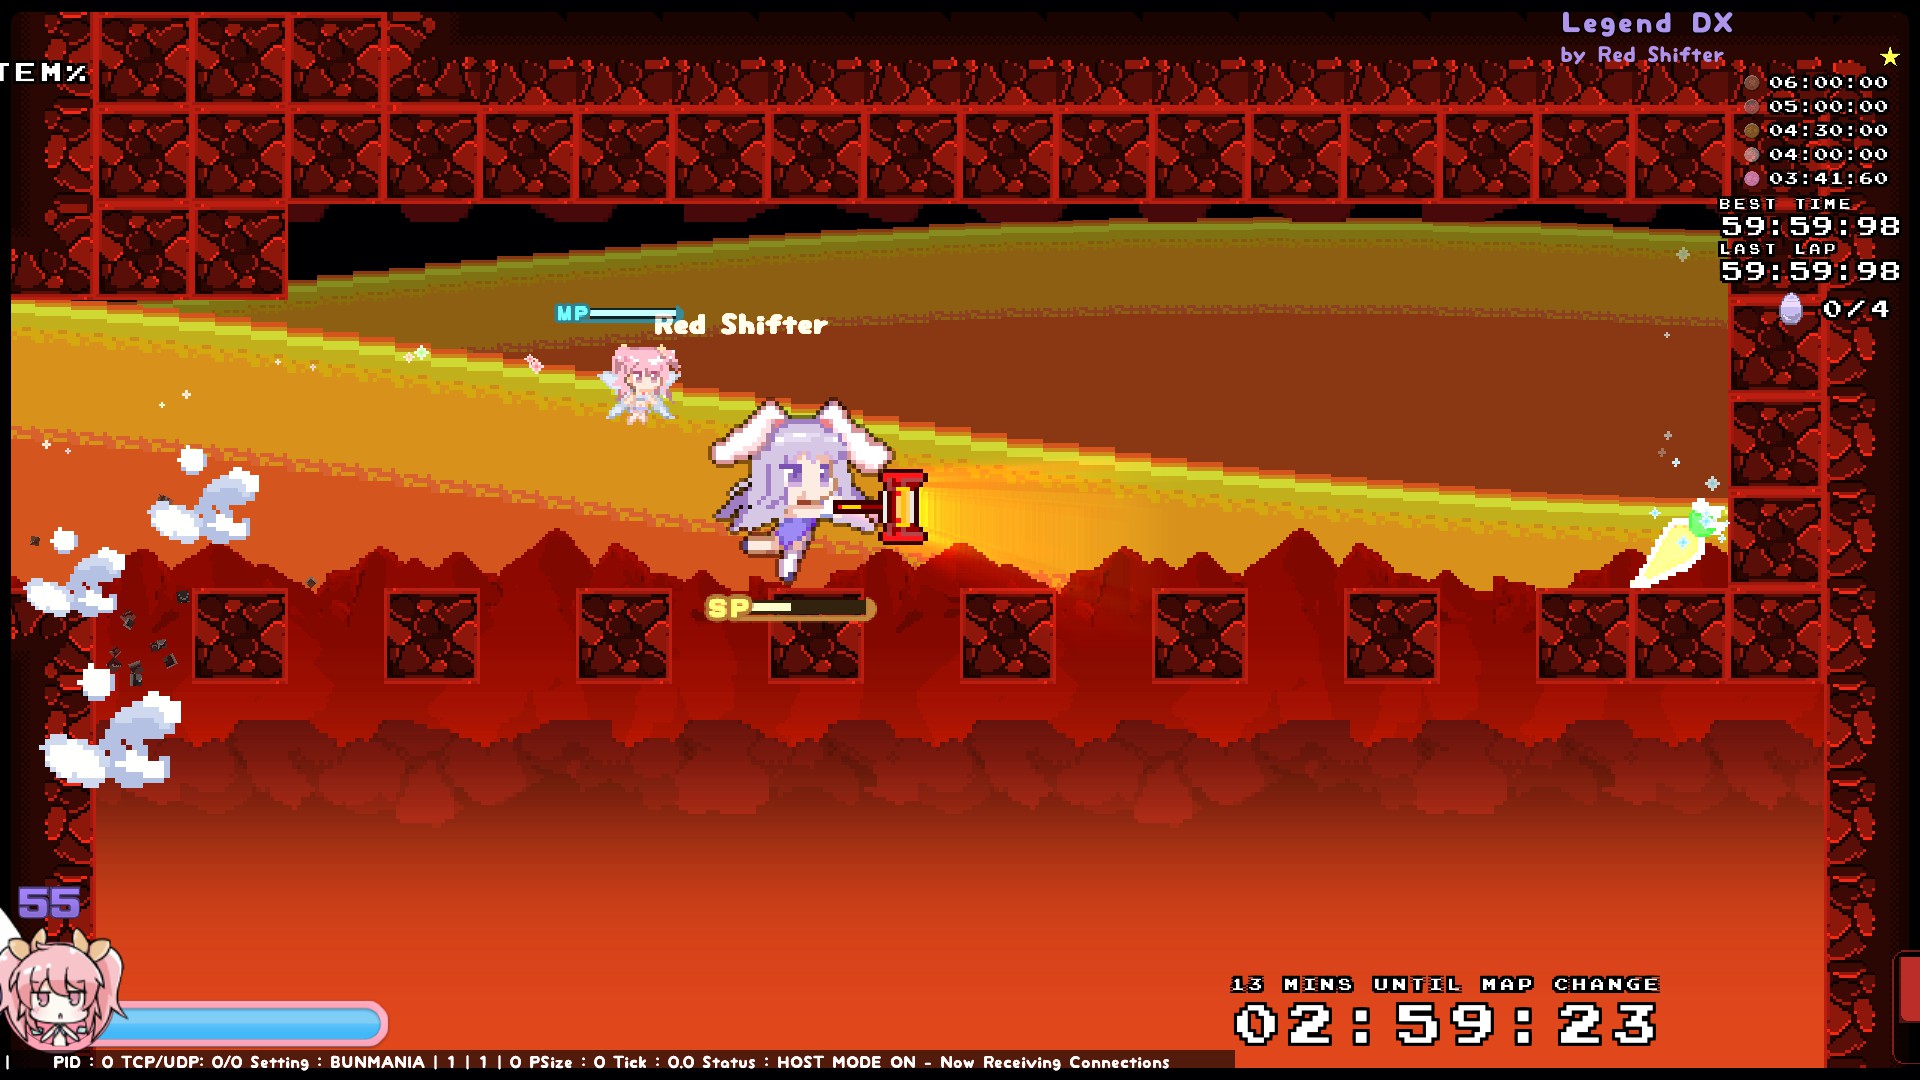 Legend DX
by Red Shifter
TEM%
06:00:00
05:00:00
04:30:00
04:00:00
03:41:60
BEST TIME
59:59:98
LAST LAP
59:59:98
0/4
MP
Red Shifter
SP
55
13 MINS UNTIL MAP CHANGE
02:59:23
| PID : 0 TCP/UDP: 0/0 Setting : BUNMANIA | 1 | 1 | 0 PSize : 0 Tick : 0.0 Status : HOST MODE ON - Now Receiving Connections